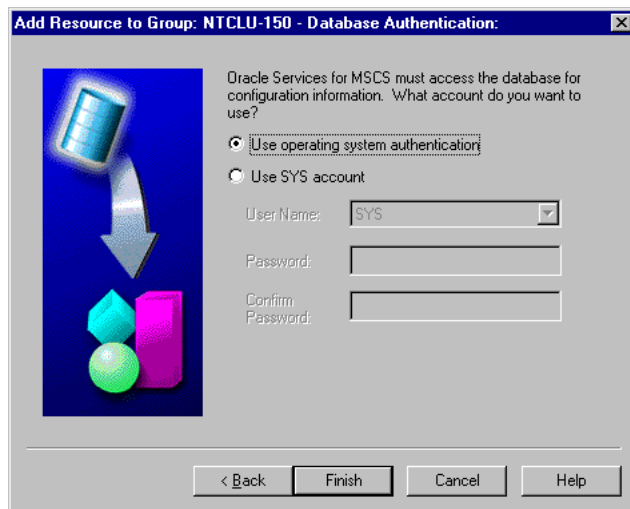 Add Resource to Group: NTCLU-150 - Database Authentication:
Oracle Services for MSCS must access the database for
configuration information. What account do you want to
use?
Use operating system authentication
Use SYS account
User Name:
SYS
Password:
Confirm
Password:
< Back
Finish
Cancel
Help